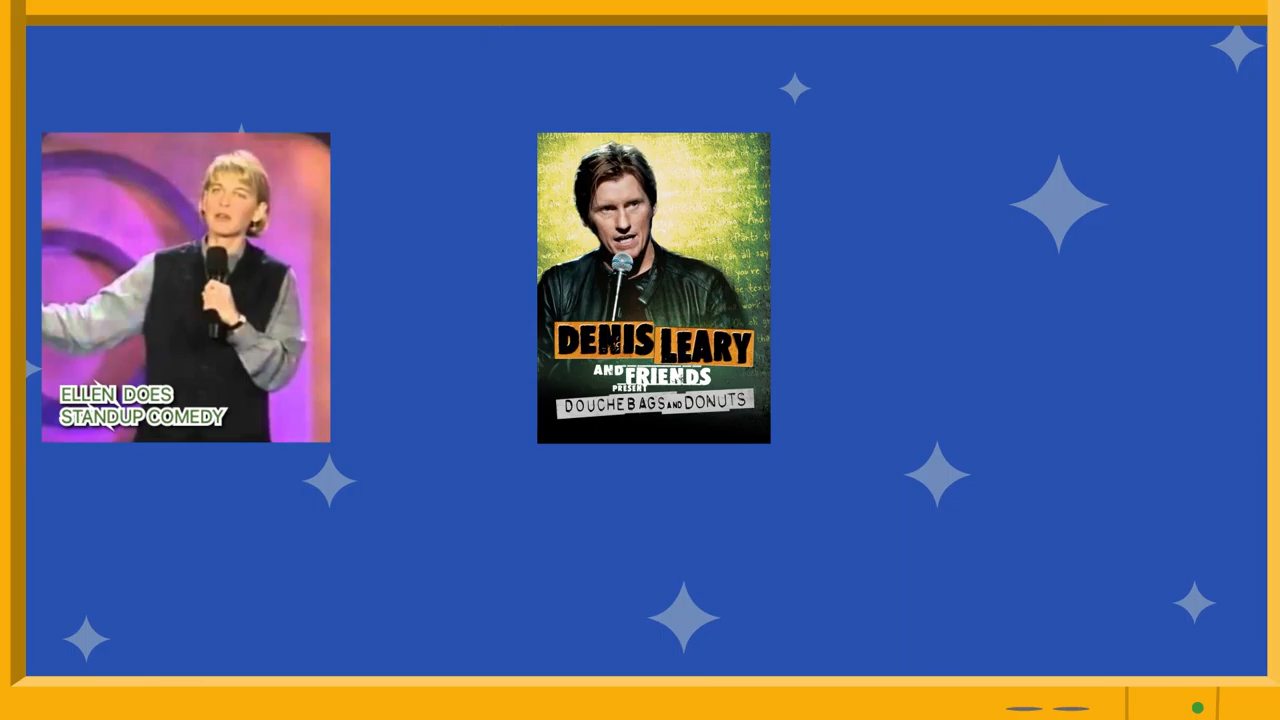 ELLEN DOES
STANDUP COMEDY
DENIS LEARY
AND FRIENDS
PRESENT
DOUCHEBAGS AND DONUTS